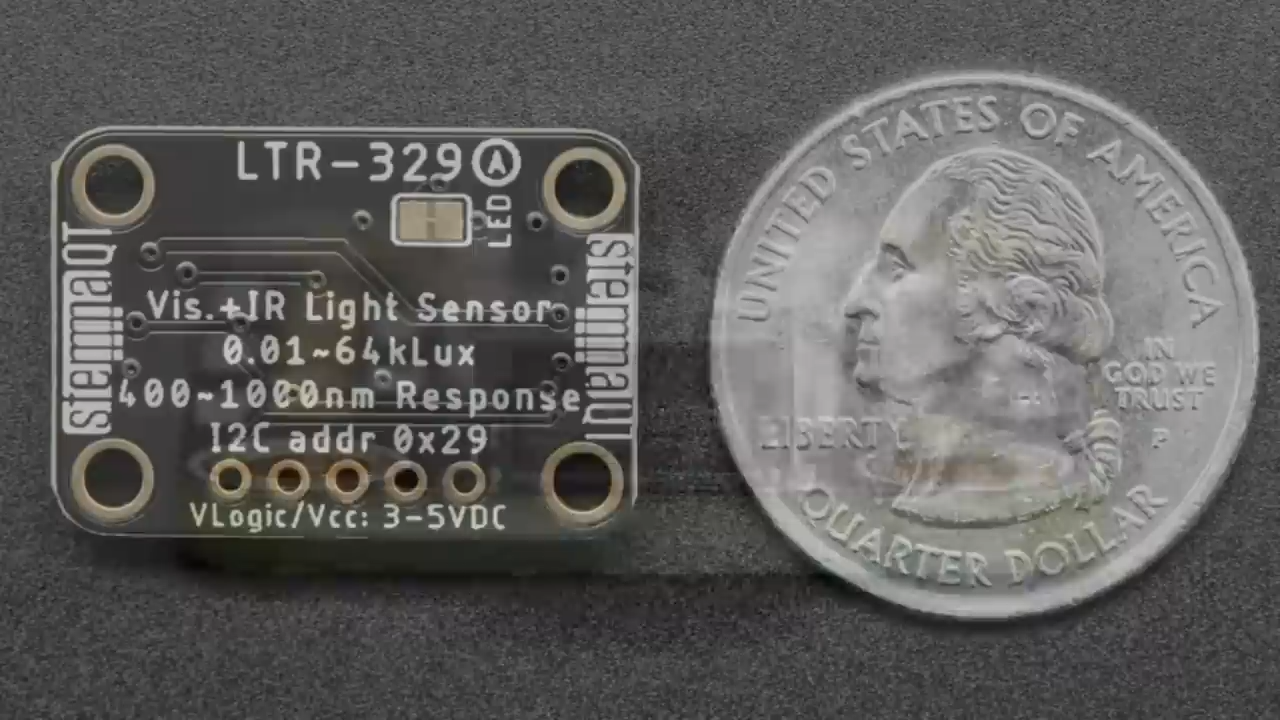 LTR-329 A
LED
stemmaQT
stemmaQT
Vis.+IR Light Sensor
0.01~64kLux
400~1000nm Response
I2C addr 0x29
VLogic/Vcc: 3-5VDC
UNITED STATES OF AMERICA
IN
GOD WE
TRUST
LIBERTY
P
QUARTER DOLLAR